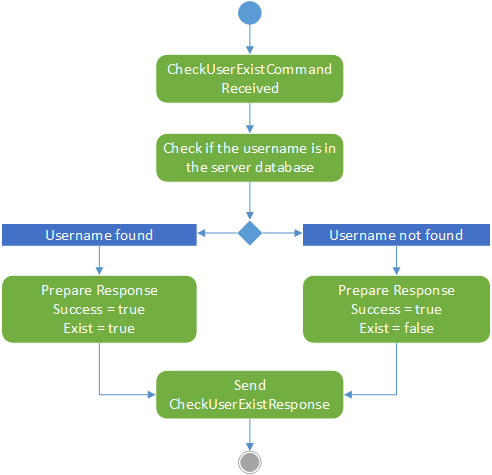 CheckUserExistCommand
Received
Check if the username is in
the server database
Username found
Username not found
Prepare Response
Success = true
Exist = true
Prepare Response
Success = true
Exist = false
Send
CheckUserExistResponse